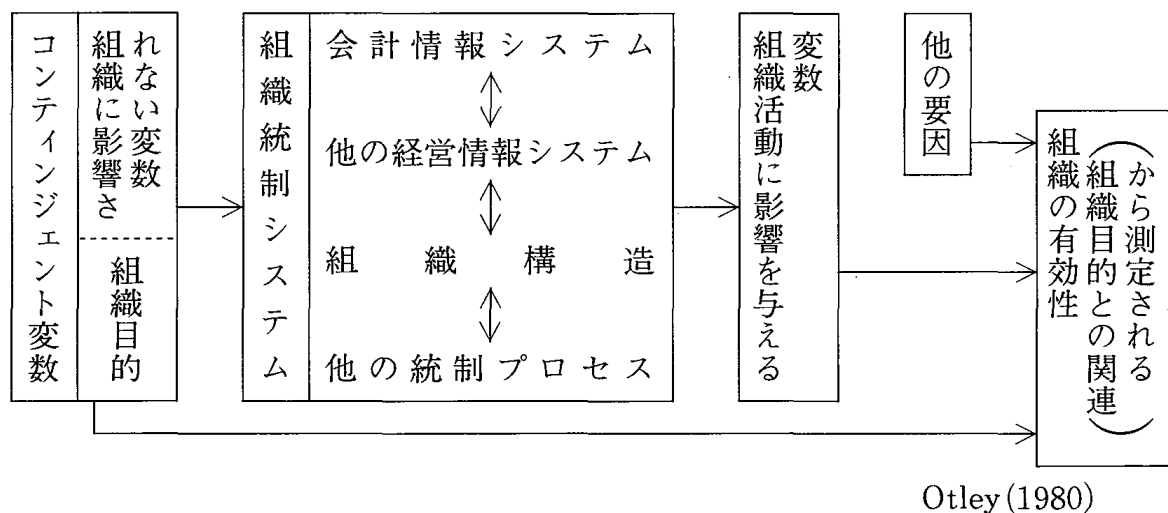 コンティンジェント変数
組織に影響さ
れない変数
組織目的
組織統制システム
会計情報システム
他の経営情報システム
組織構造
他の統制プロセス
組織活動に影響を与える
変数
他の要因
組織の有効性
(組織目的との関連
から測定される)
Otley(1980)